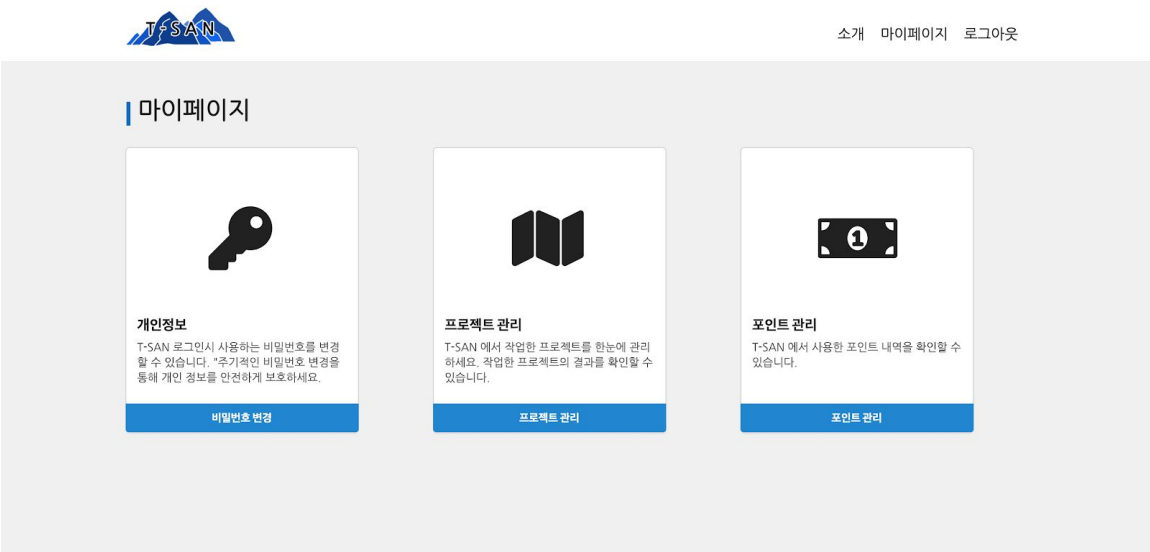 T-SAN
소개 마이페이지 로그아웃
마이페이지
개인정보
T-SAN 로그인시 사용하는 비밀번호를 변경
할 수 있습니다. "주기적인 비밀번호 변경을
통해 개인 정보를 안전하게 보호하세요.
비밀번호 변경
프로젝트 관리
T-SAN 에서 작업한 프로젝트를 한눈에 관리
하세요. 작업한 프로젝트의 결과를 확인할 수
있습니다.
프로젝트 관리
1
포인트 관리
T-SAN 에서 사용한 포인트 내역을 확인할 수
있습니다.
포인트 관리